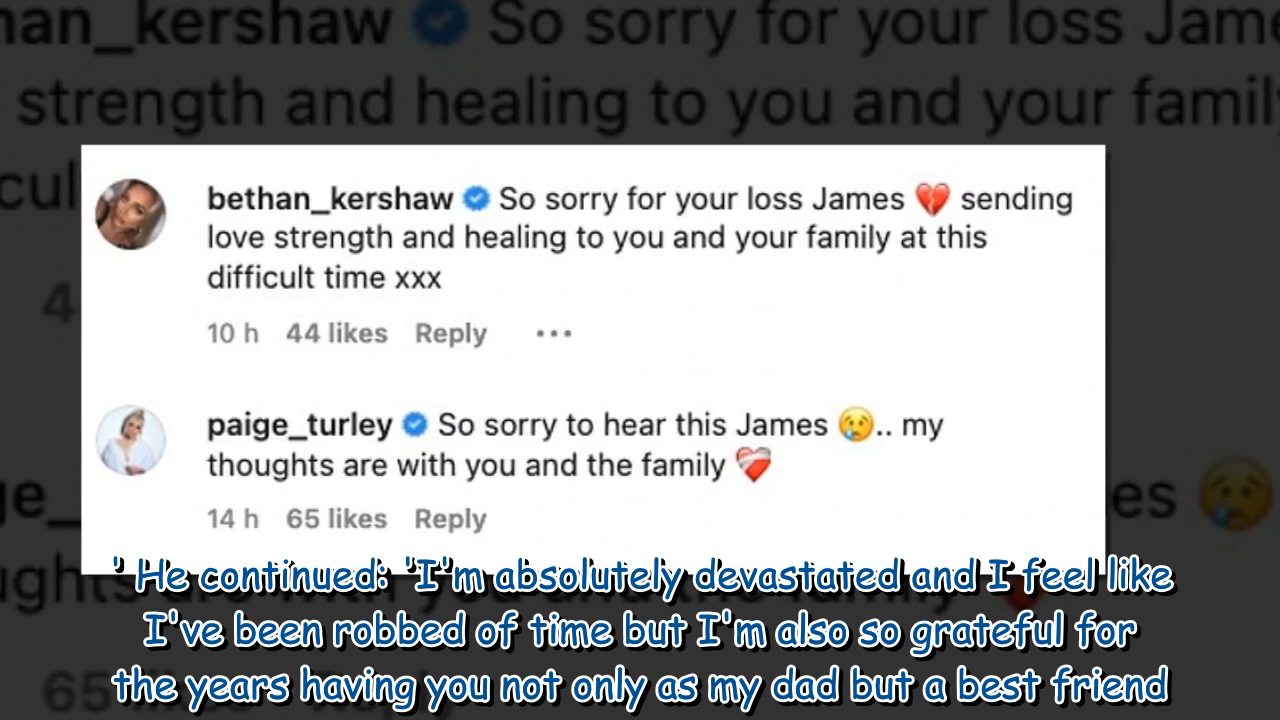 han_kershaw So sorry for your loss Jame
strength and healing to you and your famil
cul
4
bethan_kershaw So sorry for your loss James 💔 sending
love strength and healing to you and your family at this
difficult time xxx
10 h 44 likes Reply ...
paige_turley So sorry to hear this James 😢.. my
thoughts are with you and the family ❤️‍🩹
14 h 65 likes Reply
ge_ es 😢
ught
65
' He continued: 'I'm absolutely devastated and I feel like
I've been robbed of time but I'm also so grateful for
the years having you not only as my dad but a best friend